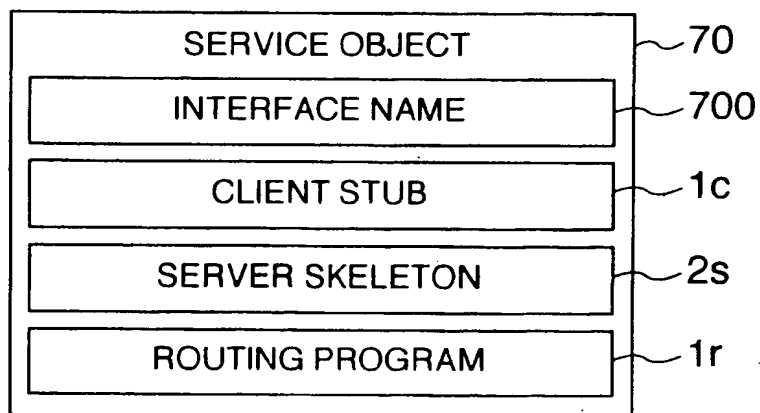 SERVICE OBJECT 70
INTERFACE NAME 700
CLIENT STUB 1c
SERVER SKELETON 2s
ROUTING PROGRAM 1r